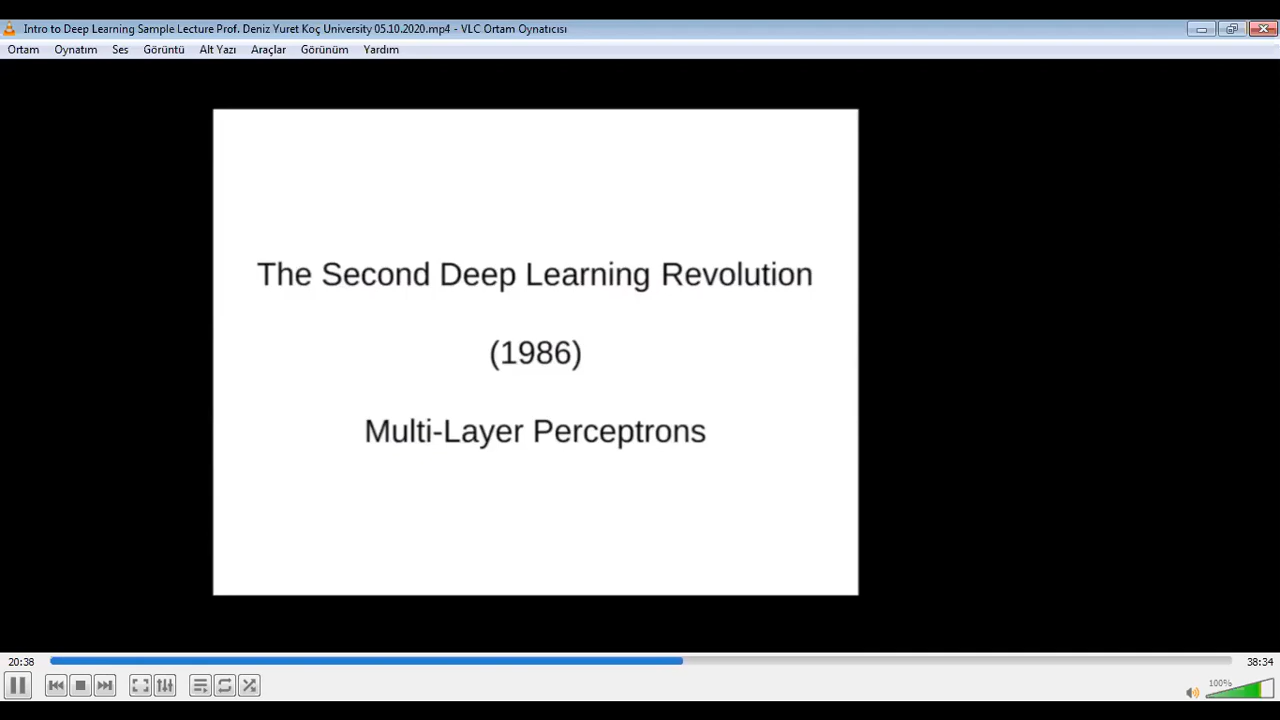 Intro to Deep Learning Sample Lecture Prof. Deniz Yuret Koç University 05.10.2020.mp4 - VLC Ortam Oynatıcısı
Ortam Oynatım Ses Görüntü Alt Yazı Araçlar Görünüm Yardım
The Second Deep Learning Revolution
(1986)
Multi-Layer Perceptrons
20:38 38:34
100%